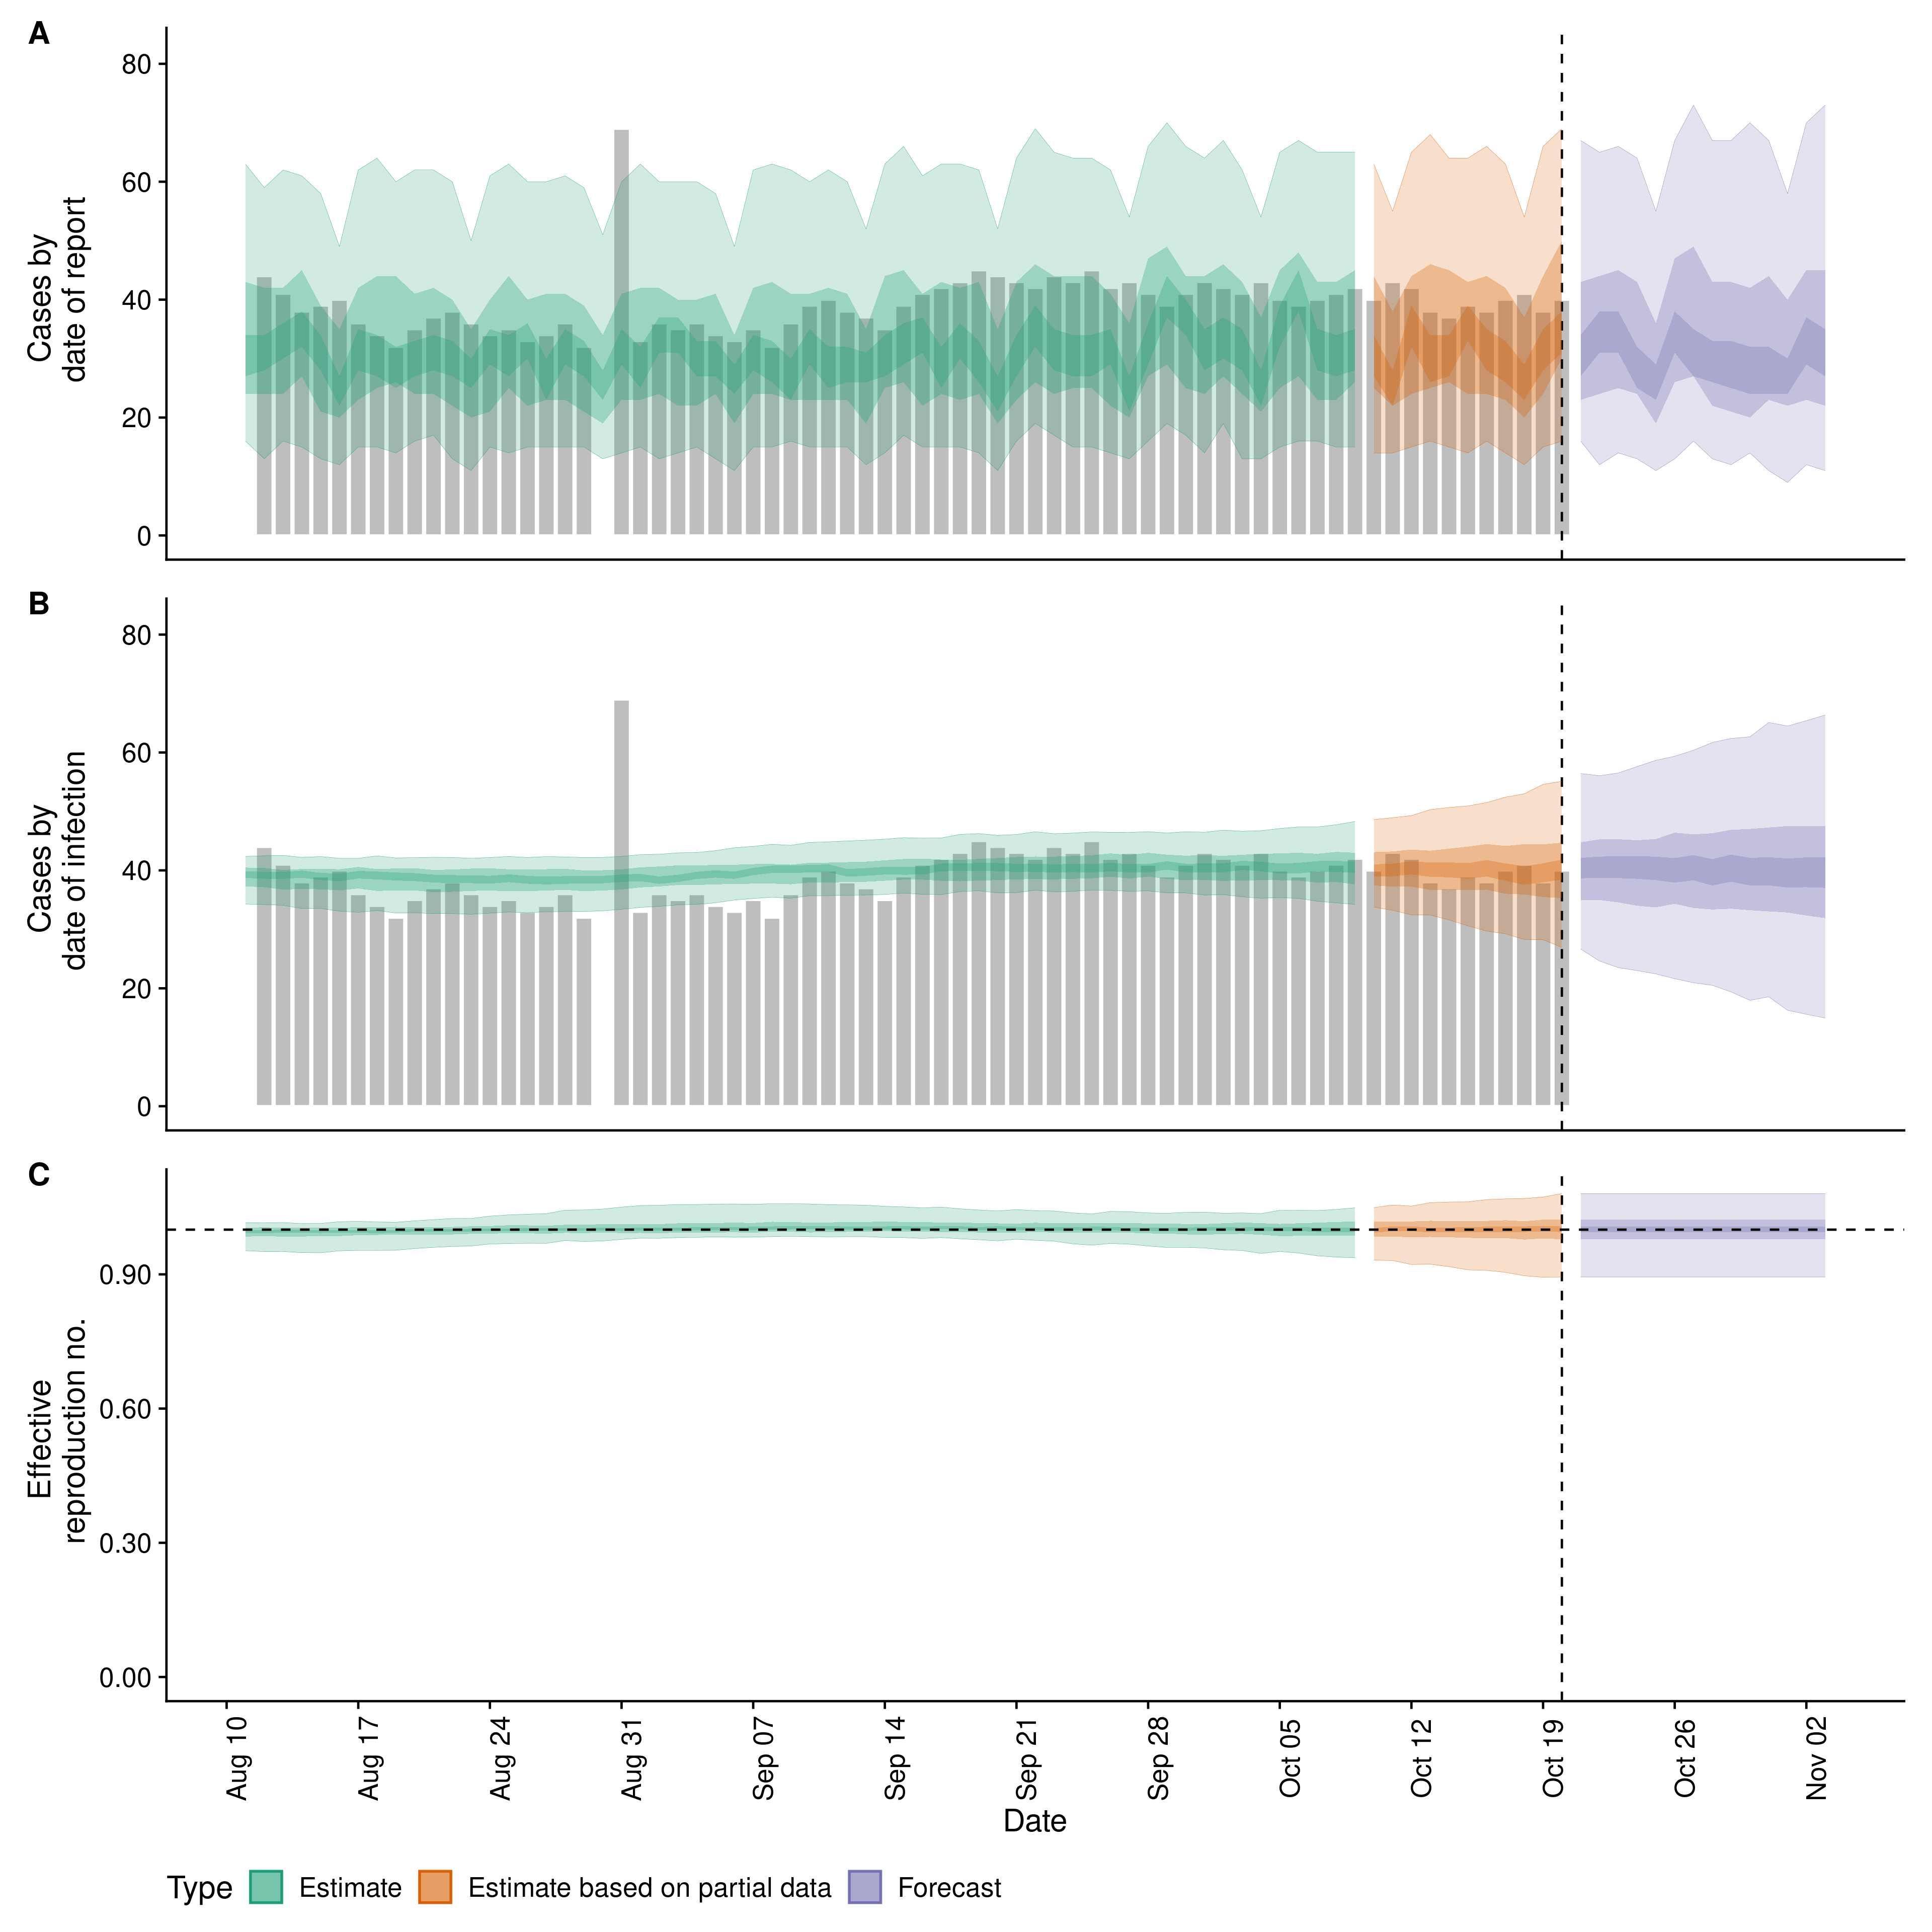 A
Cases by
date of report
80
60
40
20
0
B
Cases by
date of infection
80
60
40
20
0
C
Effective
reproduction no.
0.90
0.60
0.30
0.00
Aug 10
Aug 17
Aug 24
Aug 31
Sep 07
Sep 14
Sep 21
Sep 28
Oct 05
Oct 12
Oct 19
Oct 26
Nov 02
Date
Type Estimate Estimate based on partial data Forecast